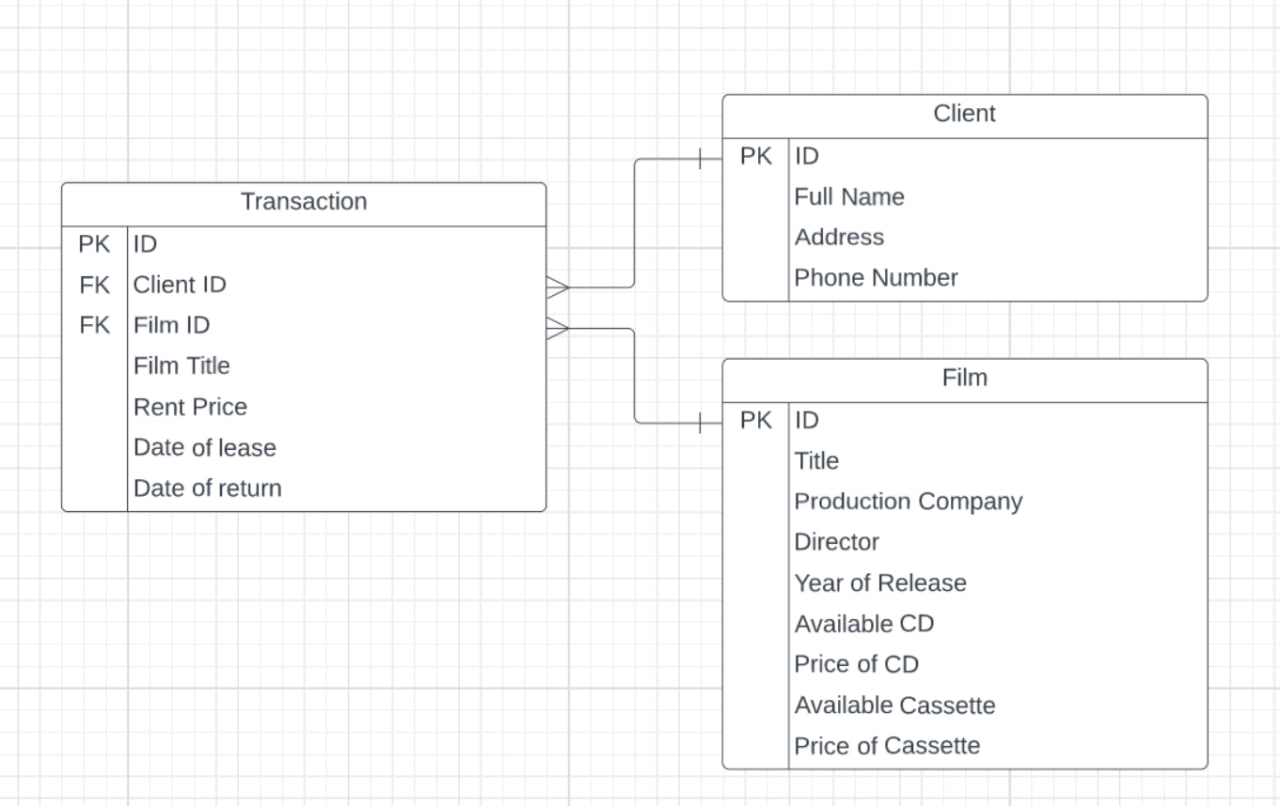 Transaction
PK ID
FK Client ID
FK Film ID
Film Title
Rent Price
Date of lease
Date of return
Client
PK ID
Full Name
Address
Phone Number
Film
PK ID
Title
Production Company
Director
Year of Release
Available CD
Price of CD
Available Cassette
Price of Cassette